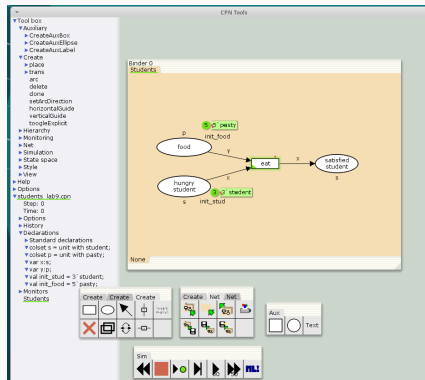 CPN Tools
Tool box
Auxiliary
CreateAuxBox
CreateAuxEllipse
CreateAuxLabel
Create
place
trans
arc
delete
clone
setArcDirection
horizontalGuide
verticalGuide
toogleExplicit
Hierarchy
Monitoring
Net
Simulation
State space
Style
View
Help
Options
students_lab9.cpn
Step: 0
Time: 0
Options
History
Declarations
Standard declarations
colset s = unit with student;
colset p = unit with pasty;
var x:s;
var y:p;
val init_stud = 3`student;
val init_food = 5`pasty;
Monitors
Students
Binder 0
Students
5 5`pasty
p init_food
food
y
eat
x
satisfied
student
s
hungry
student
x
3 3`student
s init_stud
None
Create Create Create
Create Net Net
Aux
Text
Sim
ML!